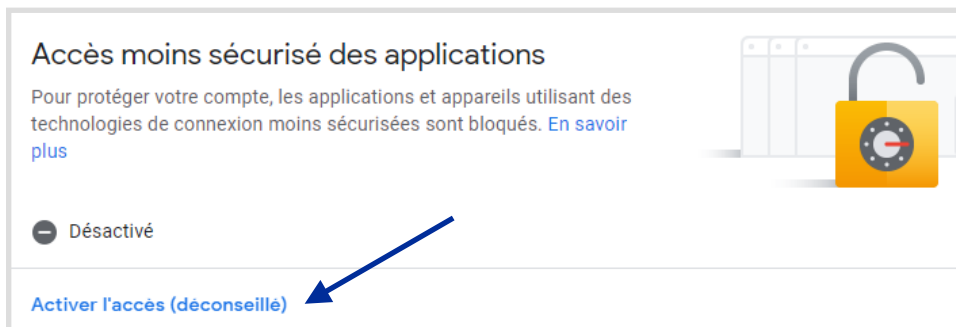 Accès moins sécurisé des applications
Pour protéger votre compte, les applications et appareils utilisant des
technologies de connexion moins sécurisées sont bloqués. En savoir
plus
Désactivé
Activer l'accès (déconseillé)